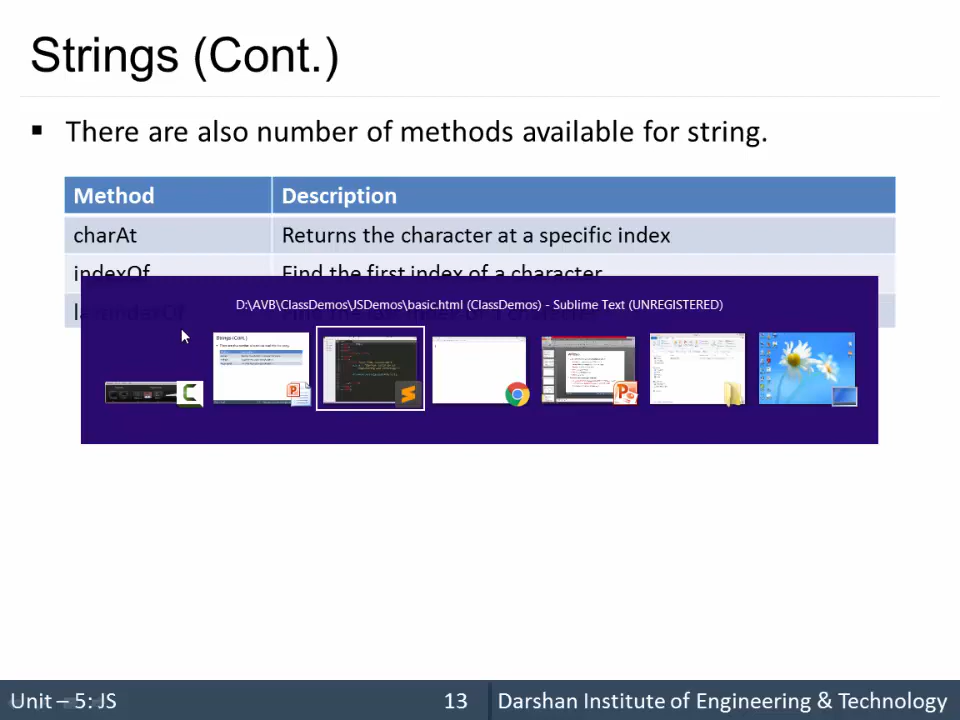 Strings (Cont.)
▪ There are also number of methods available for string.
Method Description
charAt Returns the character at a specific index
indexOf Find the first index of a character
D:\AVB\ClassDemos\JSDemos\basic.html (ClassDemos) - Sublime Text (UNREGISTERED)
Strings (Cont.)
Unit – 5: JS 13 Darshan Institute of Engineering & Technology